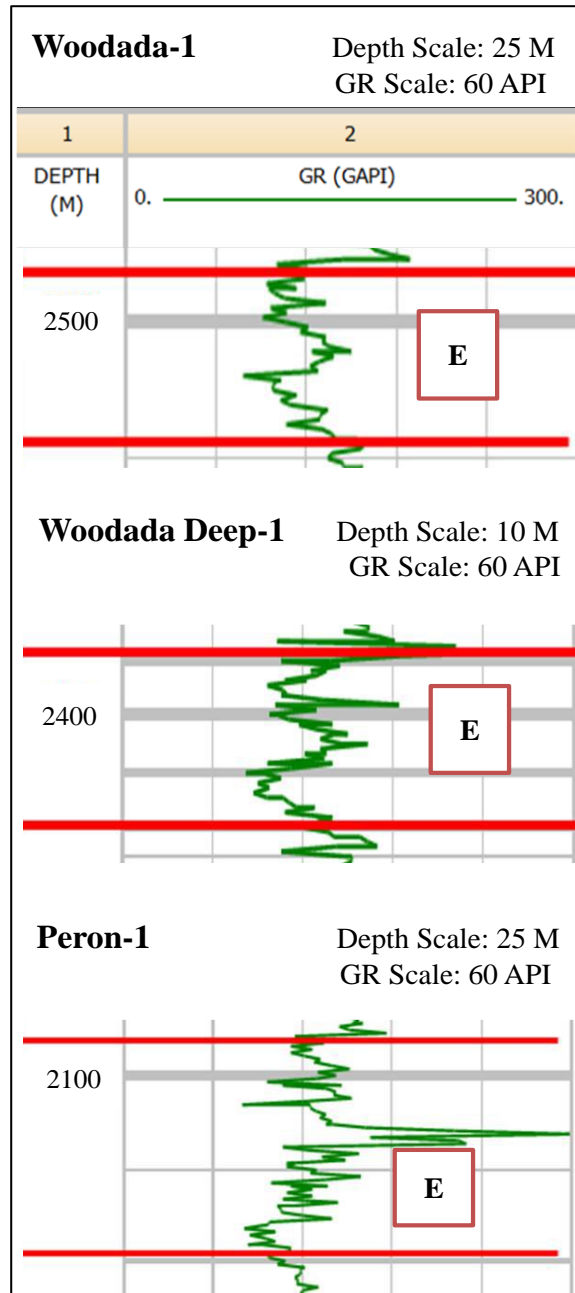 Woodada-1 Depth Scale: 25 M
GR Scale: 60 API
1 2
DEPTH (M) GR (GAPI)
0. 300.
2500
E
Woodada Deep-1 Depth Scale: 10 M
GR Scale: 60 API
2400
E
Peron-1 Depth Scale: 25 M
GR Scale: 60 API
2100
E